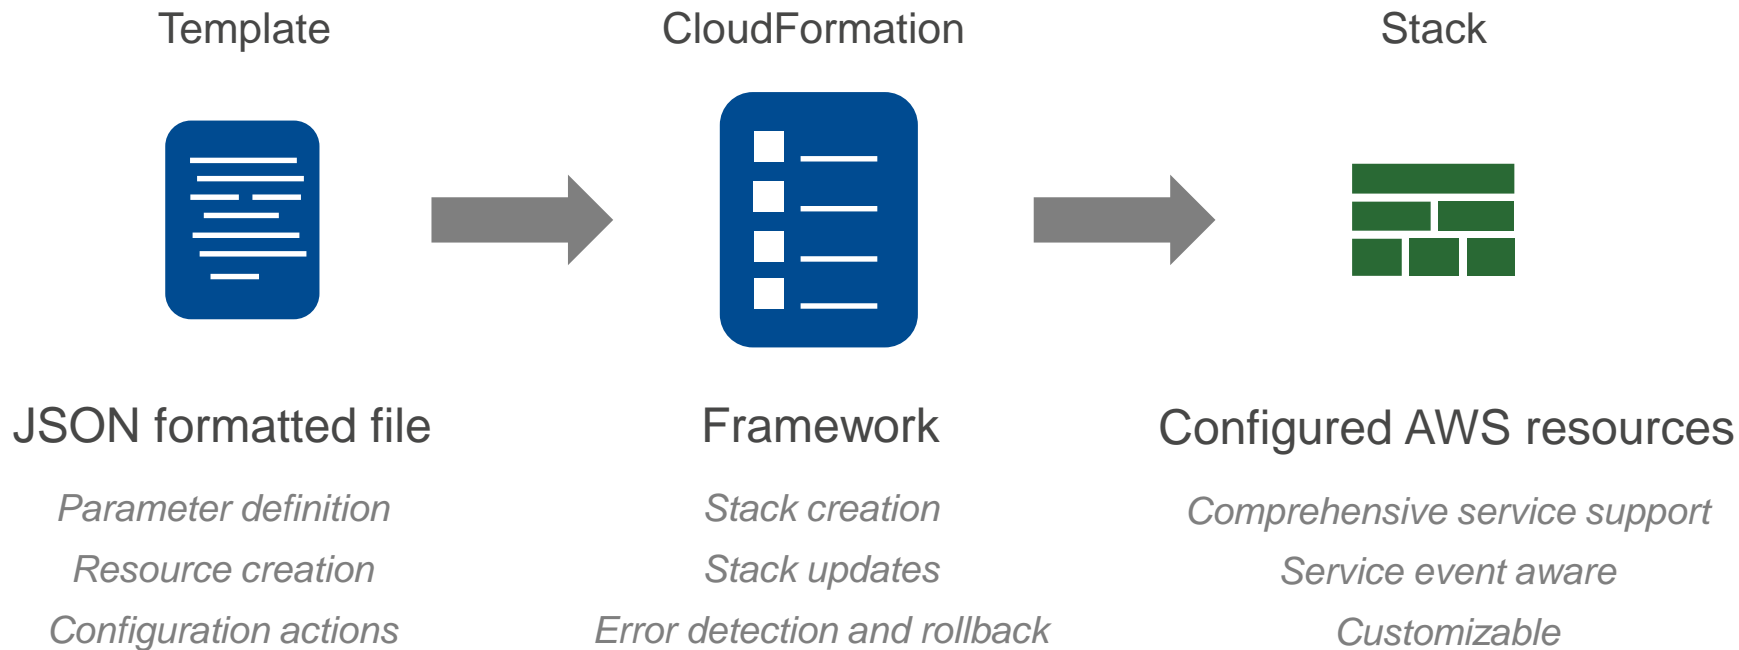 Template
CloudFormation
Stack
JSON formatted file
Framework
Configured AWS resources
Parameter definition
Stack creation
Comprehensive service support
Resource creation
Stack updates
Service event aware
Configuration actions
Error detection and rollback
Customizable